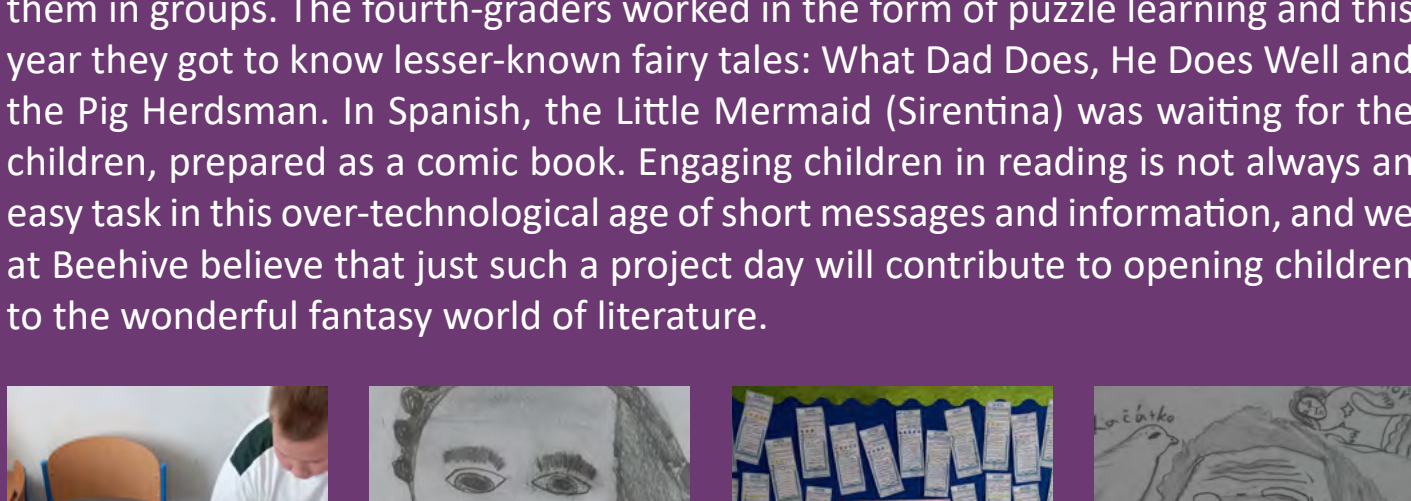 them in groups. The fourth-graders worked in the form of puzzle learning and this
year they got to know lesser-known fairy tales: What Dad Does, He Does Well and
the Pig Herdsman. In Spanish, the Little Mermaid (Sirentina) was waiting for the
children, prepared as a comic book. Engaging children in reading is not always an
easy task in this over-technological age of short messages and information, and we
at Beehive believe that just such a project day will contribute to opening children
to the wonderful fantasy world of literature.